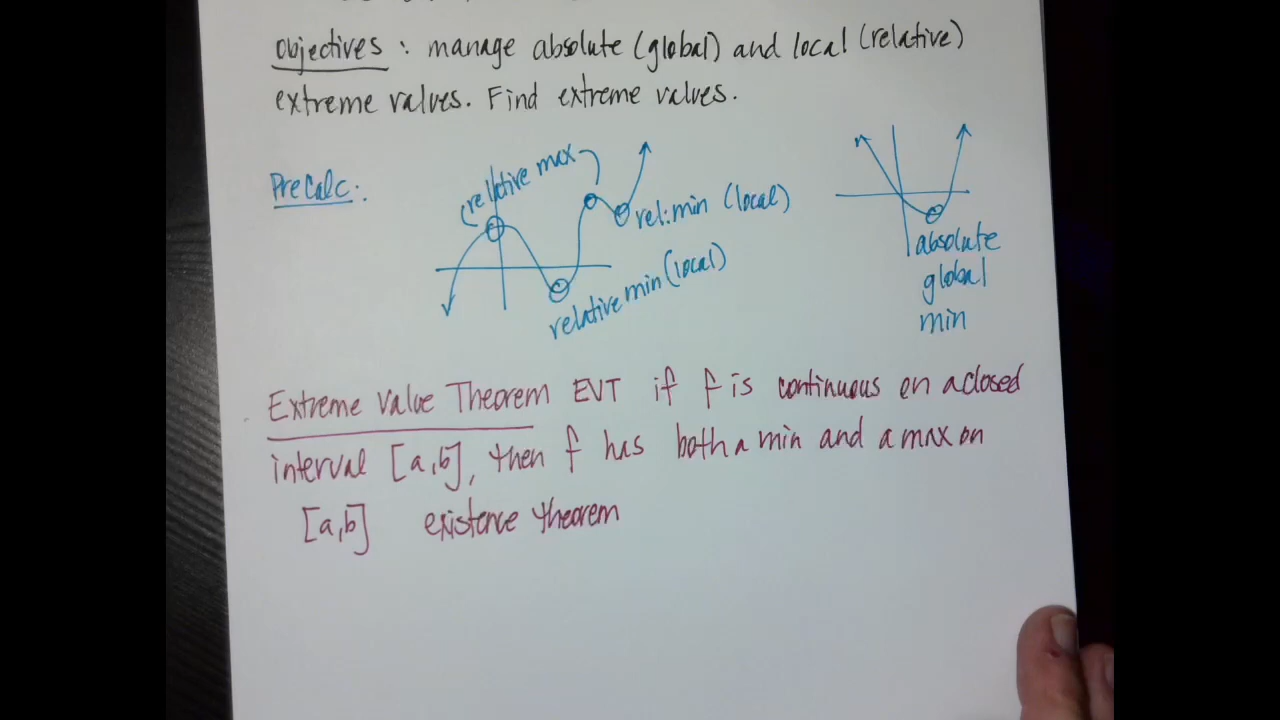 objectives : manage absolute (global) and local (relative)
extreme values. Find extreme values.
PreCalc:
relative max
rel: min (local)
relative min (local)
absolute
global
min
Extreme Value Theorem EVT if f is continuous on a closed
interval [a,b], then f has both a min and a max on
[a,b] existence theorem